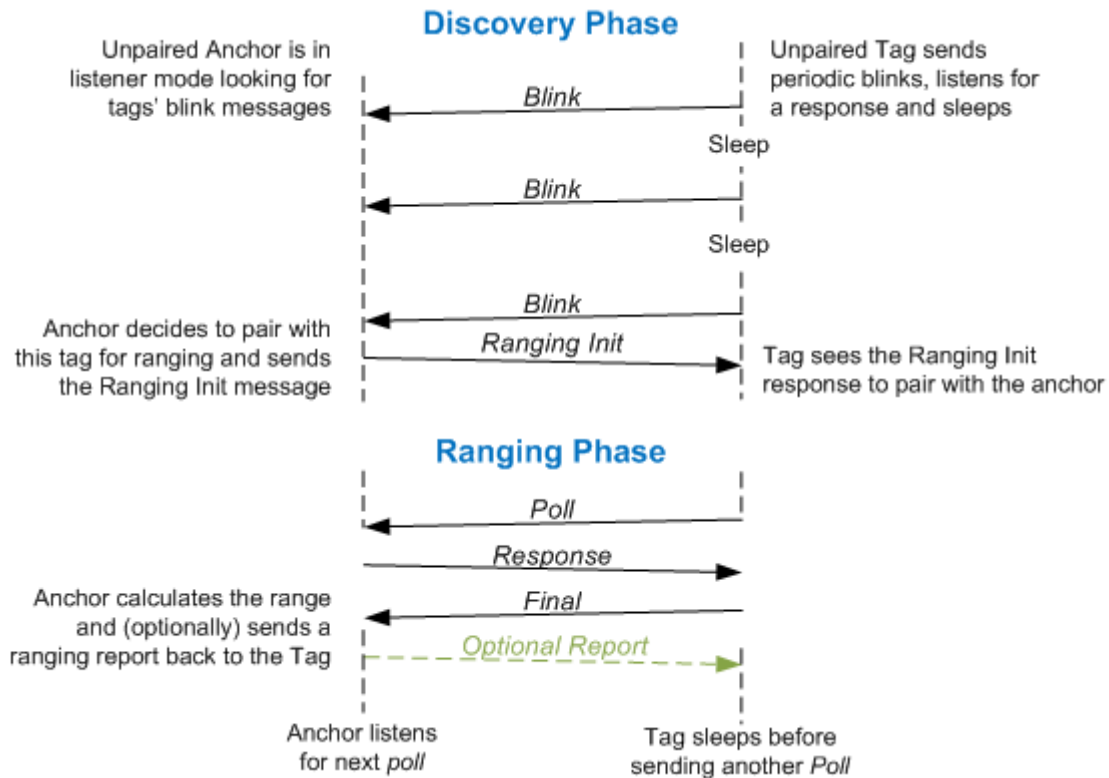 Discovery Phase
Unpaired Anchor is in
listener mode looking for
tags' blink messages
Unpaired Tag sends
periodic blinks, listens for
a response and sleeps
Blink
Sleep
Blink
Sleep
Blink
Anchor decides to pair with
this tag for ranging and sends
the Ranging Init message
Ranging Init
Tag sees the Ranging Init
response to pair with the anchor
Ranging Phase
Poll
Response
Final
Anchor calculates the range
and (optionally) sends a
ranging report back to the Tag
Optional Report
Anchor listens
for next poll
Tag sleeps before
sending another Poll